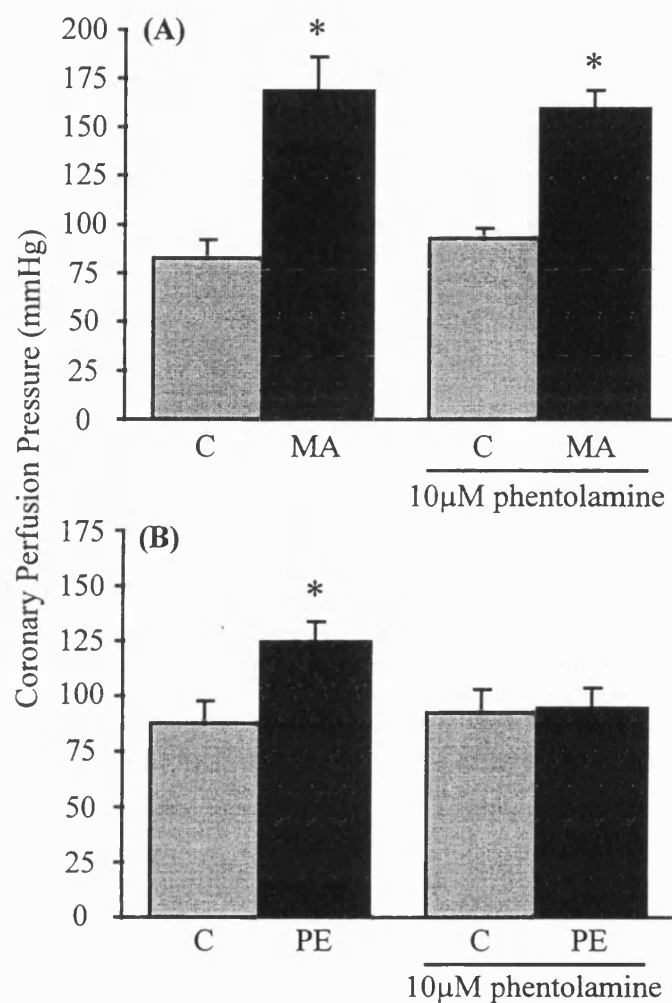 Coronary Perfusion Pressure (mmHg)
(A)
200
175
150
125
100
75
50
25
0
*
*
C MA C MA
10µM phentolamine
(B)
175
150
125
100
75
50
25
0
*
C PE C PE
10µM phentolamine